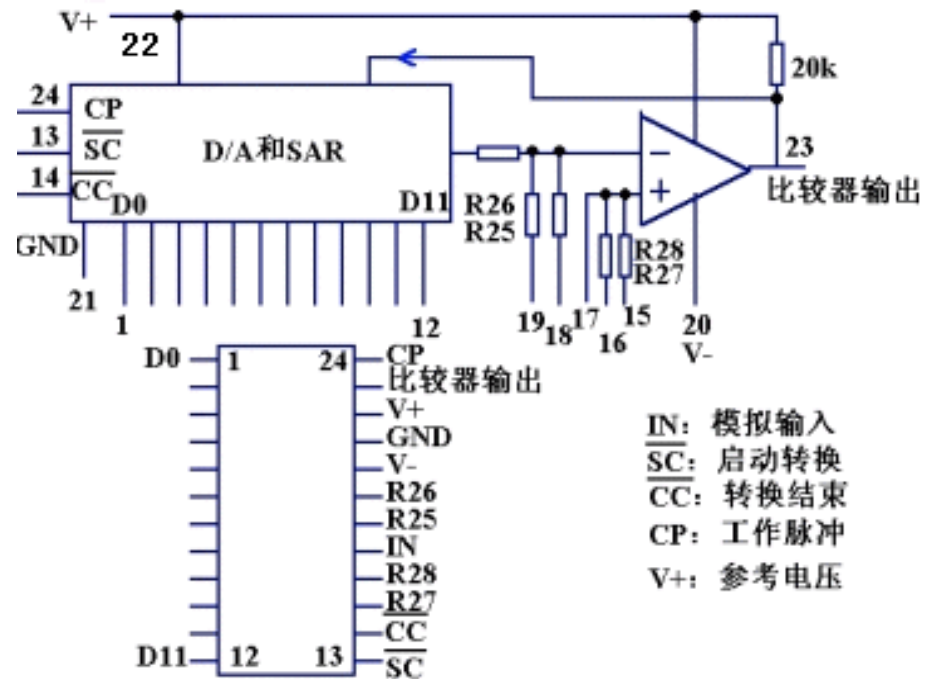 V+
22
20k
24
CP
13
SC
D/A和SAR
14
CC
D0
D11
23
比较器输出
R26
R25
R28
R27
GND
21
1
12
19
18
17
16
15
20
V-
D0
1
24
CP
比较器输出
V+
GND
V-
R26
R25
IN
R28
R27
CC
D11
12
13
SC
IN：模拟输入
SC：启动转换
CC：转换结束
CP：工作脉冲
V+：参考电压